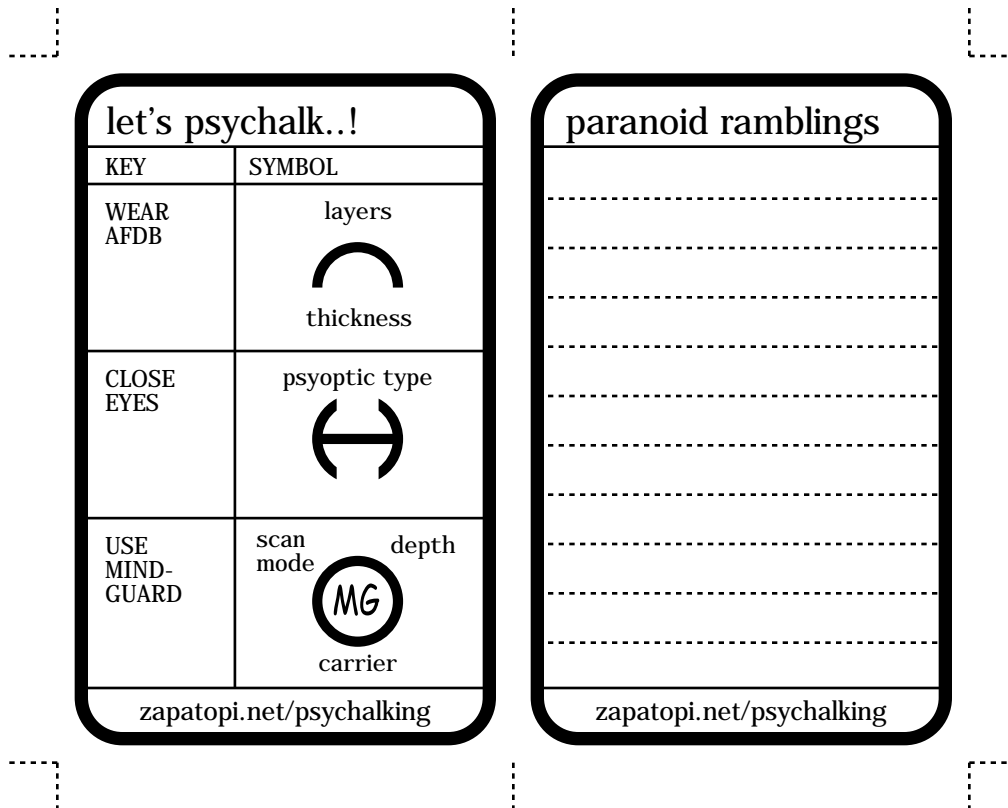 let's psychalk..!
KEY SYMBOL
WEAR
AFDB
layers
thickness
CLOSE
EYES
psyoptic type
USE
MIND-
GUARD
scan
mode
depth
MG
carrier
zapatopi.net/psychalking
paranoid ramblings
zapatopi.net/psychalking